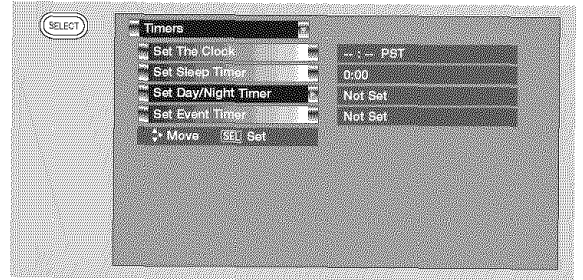 SELECT
Timers
Set The Clock
-- : -- PST
Set Sleep Timer
0:00
Set Day/Night Timer
Not Set
Set Event Timer
Not Set
Move SEL Set